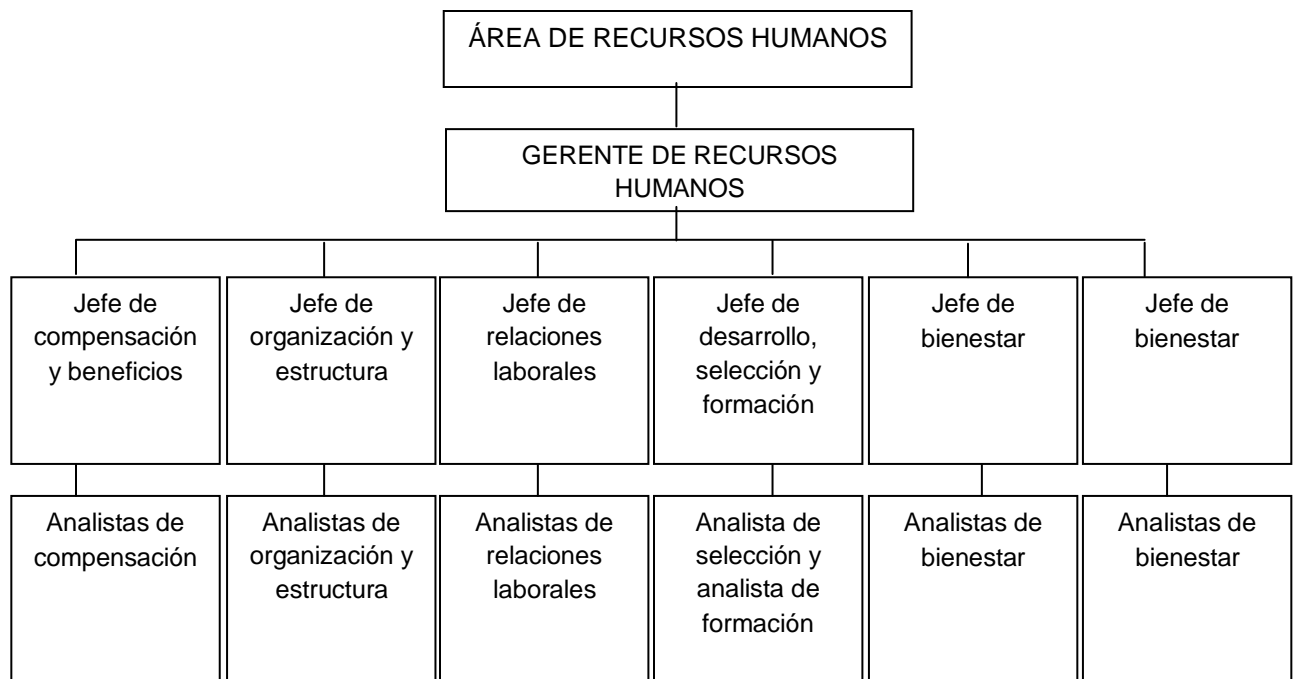 ÁREA DE RECURSOS HUMANOS
GERENTE DE RECURSOS
HUMANOS
Jefe de
compensación
y beneficios
Jefe de
organización y
estructura
Jefe de
relaciones
laborales
Jefe de
desarrollo,
selección y
formación
Jefe de
bienestar
Jefe de
bienestar
Analistas de
compensación
Analistas de
organización y
estructura
Analistas de
relaciones
laborales
Analista de
selección y
analista de
formación
Analistas de
bienestar
Analistas de
bienestar